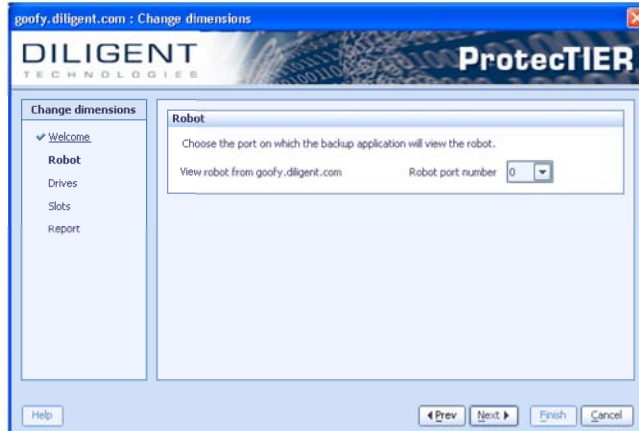 goofy.diligent.com : Change dimensions
DILIGENT
TECHNOLOGIES
ProtecTIER
Change dimensions
Welcome
Robot
Drives
Slots
Report
Robot
Choose the port on which the backup application will view the robot.
View robot from goofy.diligent.com
Robot port number
0
Help
Prev
Next
Finish
Cancel